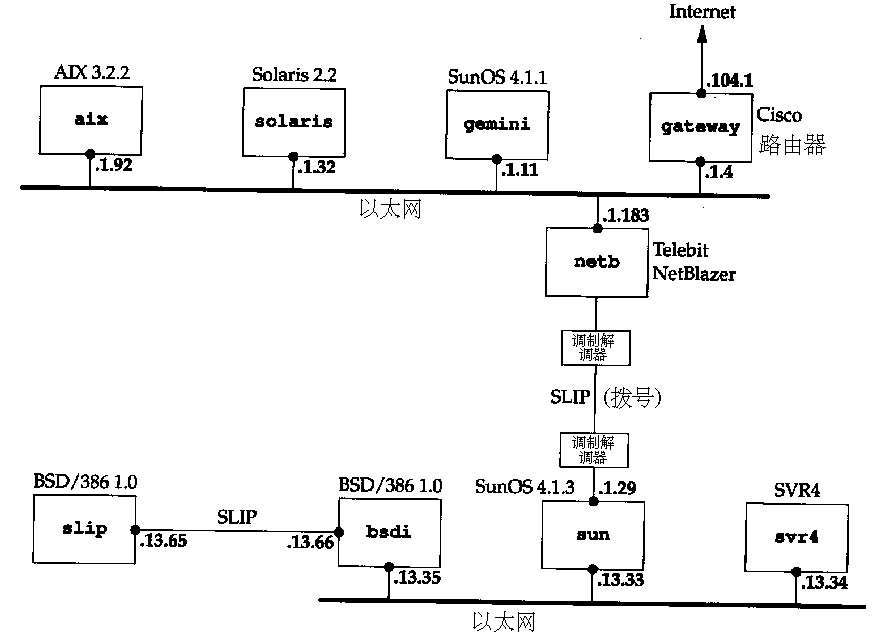 Internet
AIX 3.2.2
Solaris 2.2
SunOS 4.1.1
.104.1
aix
solaris
gemini
gateway
Cisco
路由器
.1.92
.1.32
.1.11
.1.4
以太网
.1.183
netb
Telebit
NetBlazer
调制解
调器
SLIP (拨号)
调制解
调器
BSD/386 1.0
BSD/386 1.0
SunOS 4.1.3
.1.29
SVR4
slip
SLIP
bsdi
sun
svr4
.13.65
.13.66
.13.35
.13.33
.13.34
以太网